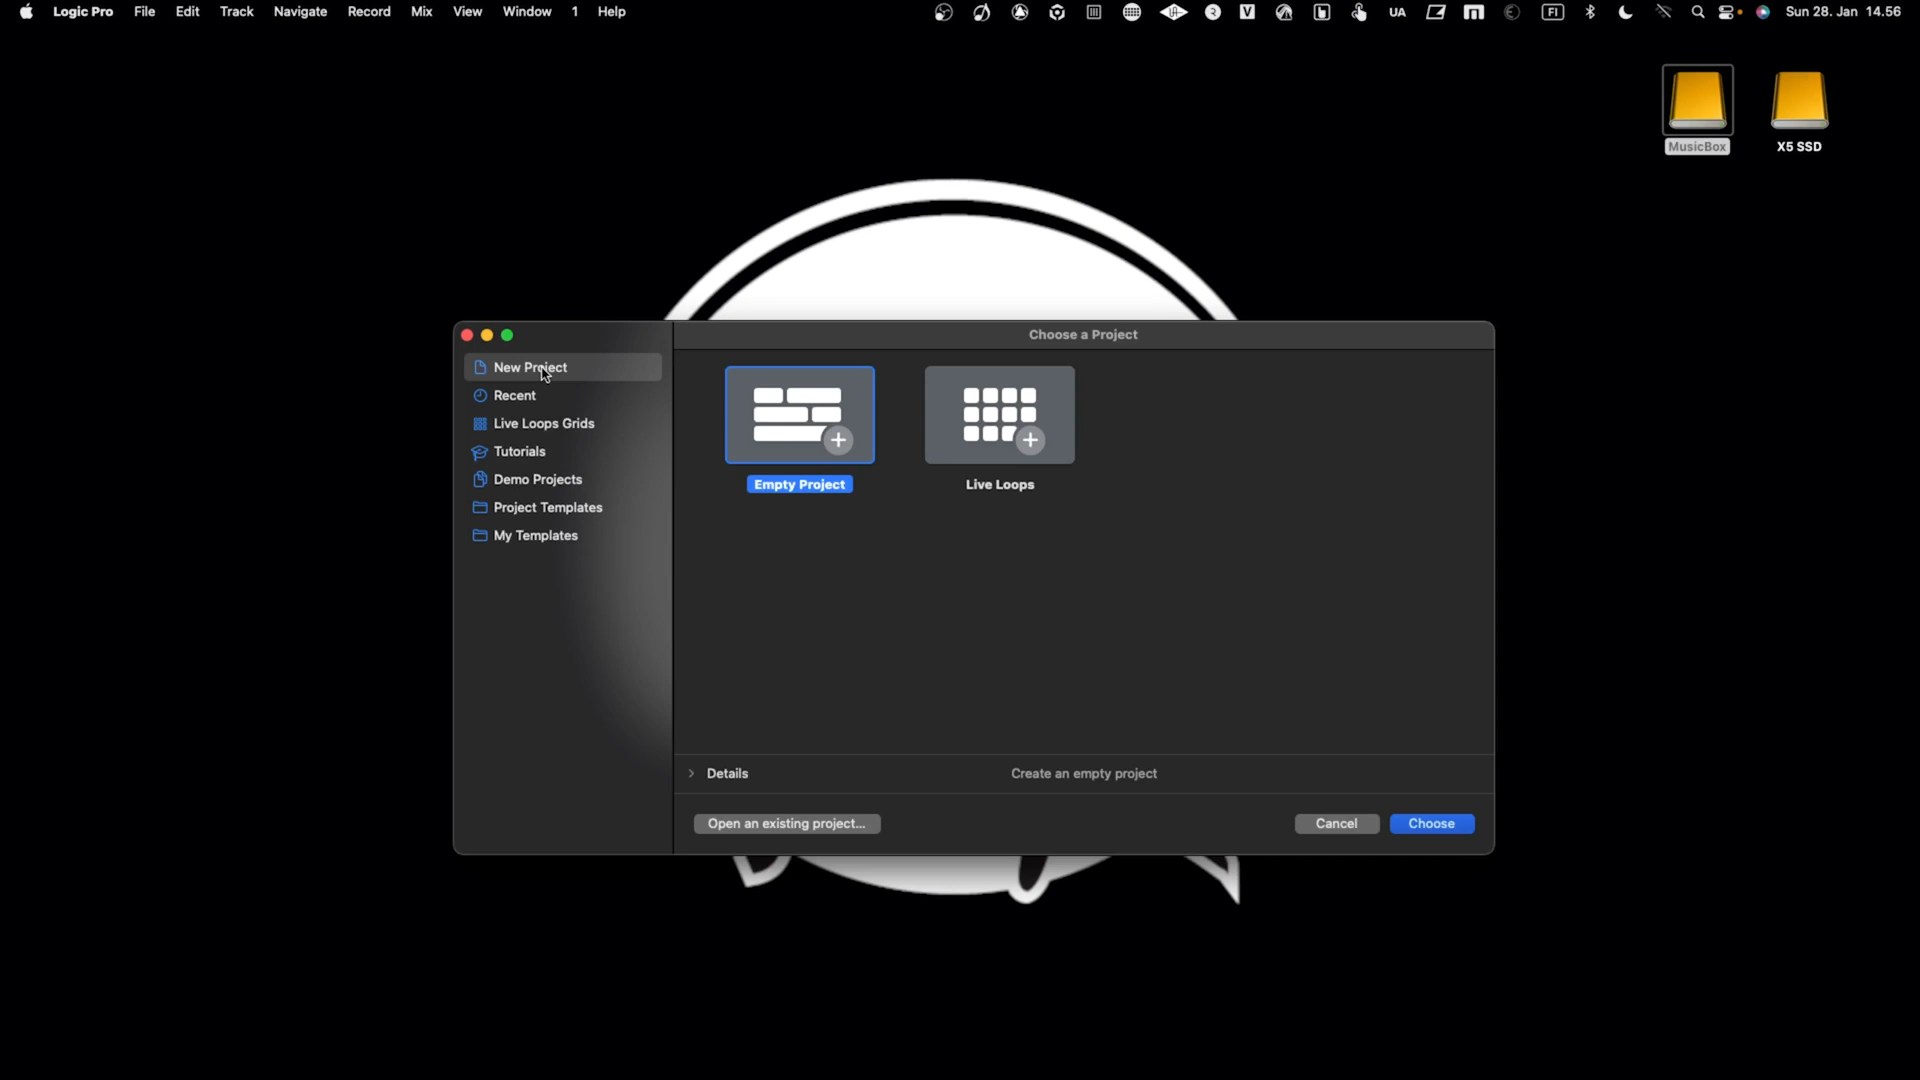 Logic Pro File Edit Track Navigate Record Mix View Window 1 Help UA FI Sun 28. Jan 14.56
MusicBox
X5 SSD
Choose a Project
New Project
Recent
Live Loops Grids
Tutorials
Demo Projects
Project Templates
My Templates
Empty Project
Live Loops
Details
Create an empty project
Open an existing project...
Cancel
Choose